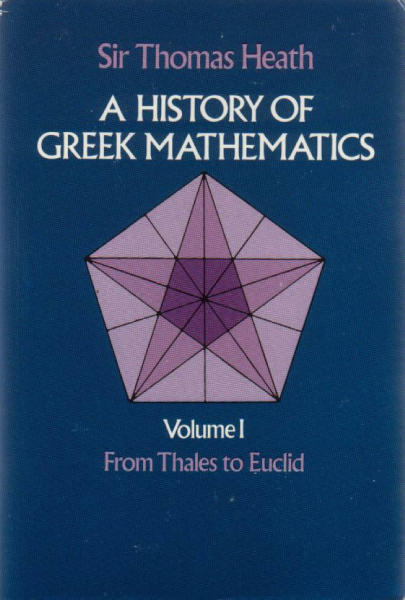 Sir Thomas Heath
A HISTORY OF
GREEK MATHEMATICS
Volume I
From Thales to Euclid